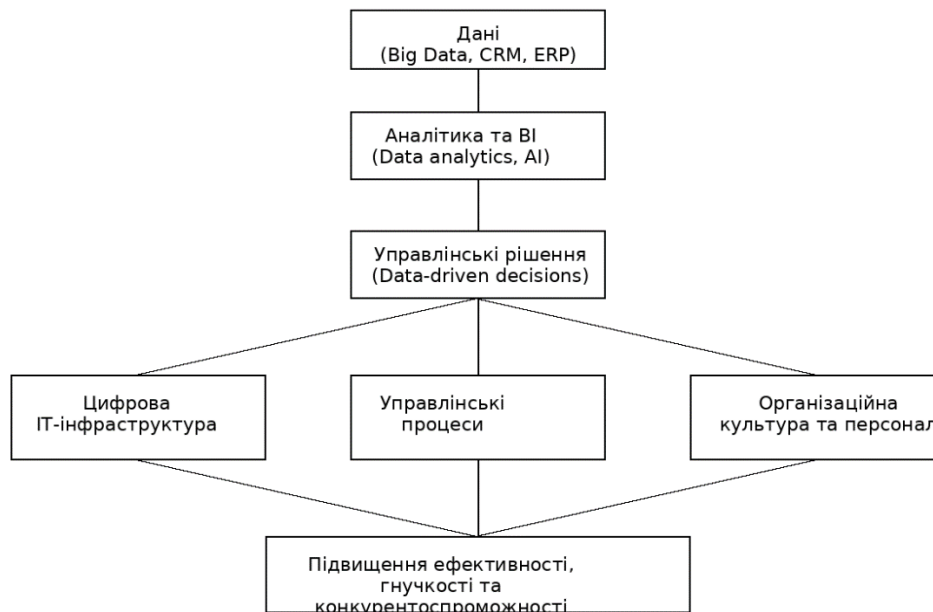 Дані
(Big Data, CRM, ERP)
Аналітика та BI
(Data analytics, AI)
Управлінські рішення
(Data-driven decisions)
Цифрова
IT-інфраструктура
Управлінські
процеси
Організаційна
культура та персонал
Підвищення ефективності,
гнучкості та
конкурентоспроможності